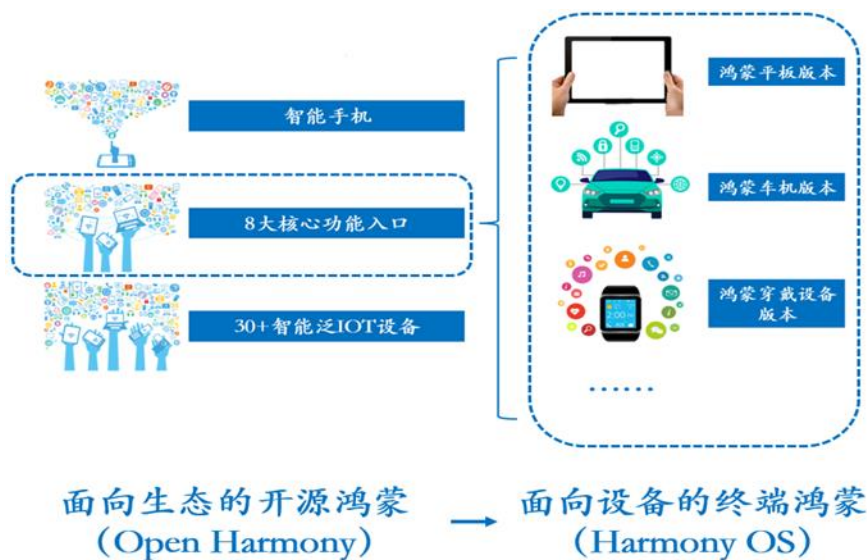 智能手机
8大核心功能入口
30+智能泛IOT设备
鸿蒙平板版本
鸿蒙车机版本
鸿蒙穿戴设备
版本
2:00
......
面向生态的开源鸿蒙
（Open Harmony）
面向设备的终端鸿蒙
（Harmony OS）